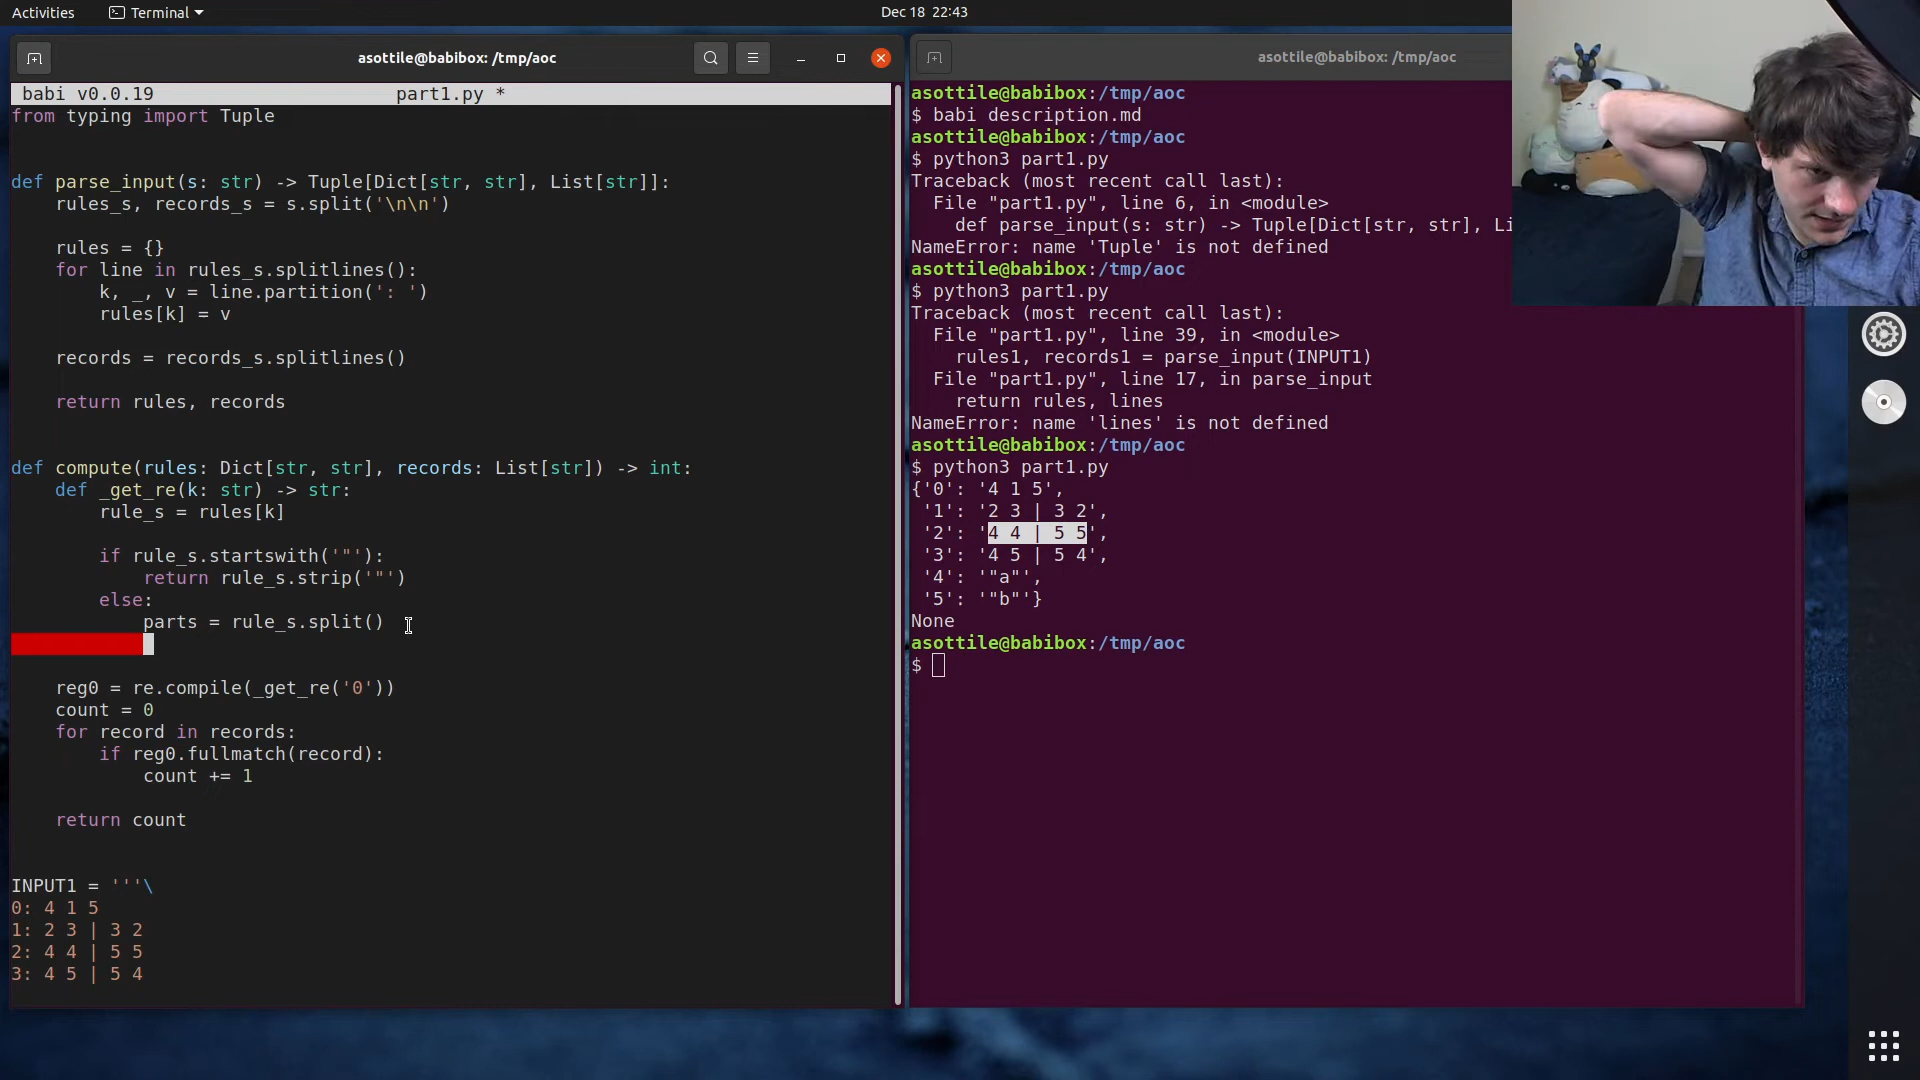 Activities
Terminal
Dec 18 22:43
asottile@babibox: /tmp/aoc
babi v0.0.19 part1.py *
from typing import Tuple
def parse_input(s: str) -> Tuple[Dict[str, str], List[str]]:
    rules_s, records_s = s.split('\n\n')
    rules = {}
    for line in rules_s.splitlines():
        k, _, v = line.partition(': ')
        rules[k] = v
    records = records_s.splitlines()
    return rules, records
def compute(rules: Dict[str, str], records: List[str]) -> int:
    def _get_re(k: str) -> str:
        rule_s = rules[k]
        if rule_s.startswith('"'):
            return rule_s.strip('"')
        else:
            parts = rule_s.split()
    reg0 = re.compile(_get_re('0'))
    count = 0
    for record in records:
        if reg0.fullmatch(record):
            count += 1
    return count
INPUT1 = '''\
0: 4 1 5
1: 2 3 | 3 2
2: 4 4 | 5 5
3: 4 5 | 5 4
asottile@babibox: /tmp/aoc
asottile@babibox:/tmp/aoc
$ babi description.md
asottile@babibox:/tmp/aoc
$ python3 part1.py
Traceback (most recent call last):
  File "part1.py", line 6, in <module>
    def parse_input(s: str) -> Tuple[Dict[str, str], Li
NameError: name 'Tuple' is not defined
asottile@babibox:/tmp/aoc
$ python3 part1.py
Traceback (most recent call last):
  File "part1.py", line 39, in <module>
    rules1, records1 = parse_input(INPUT1)
  File "part1.py", line 17, in parse_input
    return rules, lines
NameError: name 'lines' is not defined
asottile@babibox:/tmp/aoc
$ python3 part1.py
{'0': '4 1 5',
 '1': '2 3 | 3 2',
 '2': '4 4 | 5 5',
 '3': '4 5 | 5 4',
 '4': '"a"',
 '5': '"b"'}
None
asottile@babibox:/tmp/aoc
$